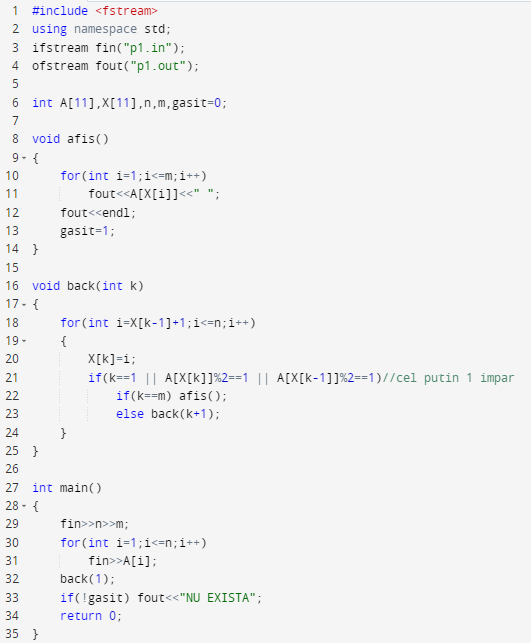 1 #include <fstream>
2 using namespace std;
3 ifstream fin("p1.in");
4 ofstream fout("p1.out");
5
6 int A[11],X[11],n,m,gasit=0;
7
8 void afis()
9 {
10     for(int i=1;i<=m;i++)
11         fout<<A[X[i]]<<" ";
12     fout<<endl;
13     gasit=1;
14 }
15
16 void back(int k)
17 {
18     for(int i=X[k-1]+1;i<=n;i++)
19     {
20         X[k]=i;
21         if(k==1 || A[X[k]]%2==1 || A[X[k-1]]%2==1)//cel putin 1 impar
22             if(k==m) afis();
23             else back(k+1);
24     }
25 }
26
27 int main()
28 {
29     fin>>n>>m;
30     for(int i=1;i<=n;i++)
31         fin>>A[i];
32     back(1);
33     if(!gasit) fout<<"NU EXISTA";
34     return 0;
35 }